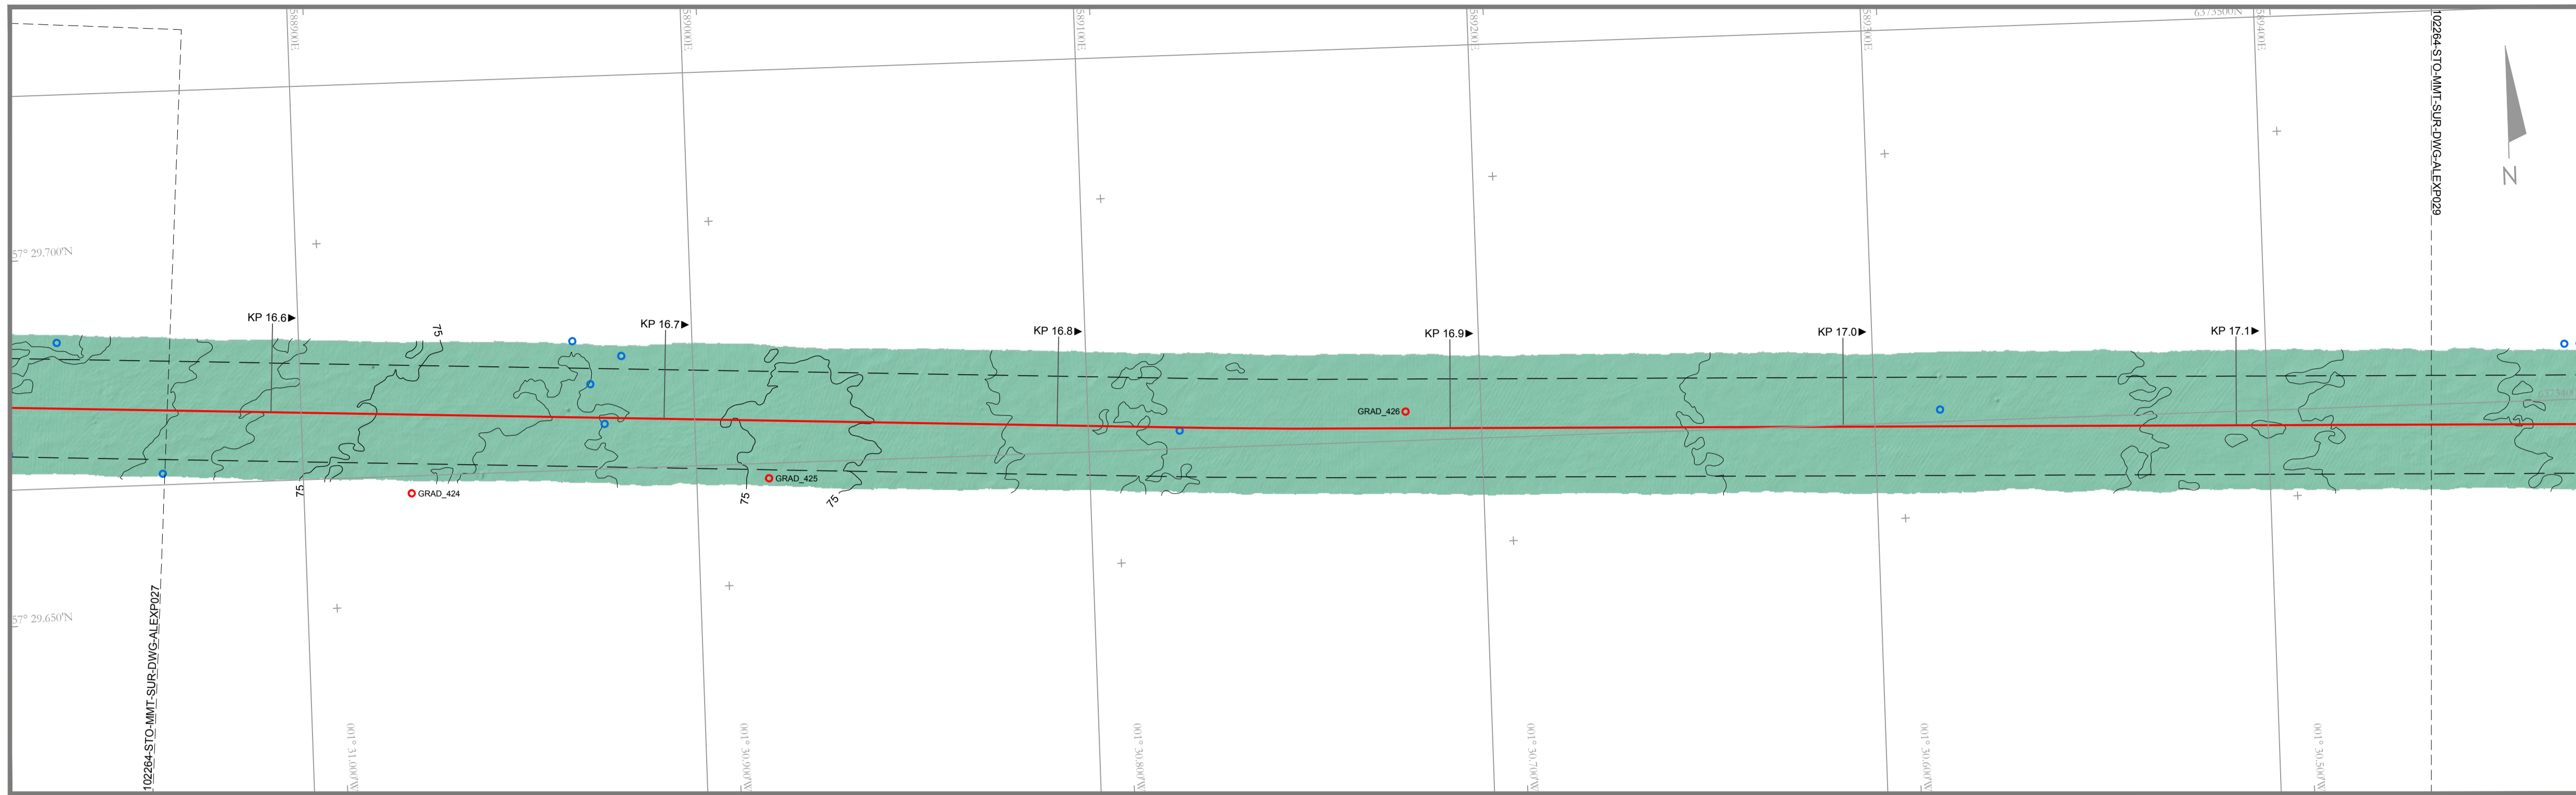 588900E
589000E
589100E
589200E
589300E
6373500N
589400E
102264-STO-MMT-SUR-DWG-ALEXP029
N
57° 29.700'N
KP 16.6
75
KP 16.7
KP 16.8
KP 16.9
KP 17.0
KP 17.1
GRAD_426
75
GRAD_424
75
GRAD_425
75
57° 29.650'N
102264-STO-MMT-SUR-DWG-ALEXP027
001° 31.000'W
001° 30.900'W
001° 30.800'W
001° 30.700'W
001° 30.600'W
001° 30.500'W